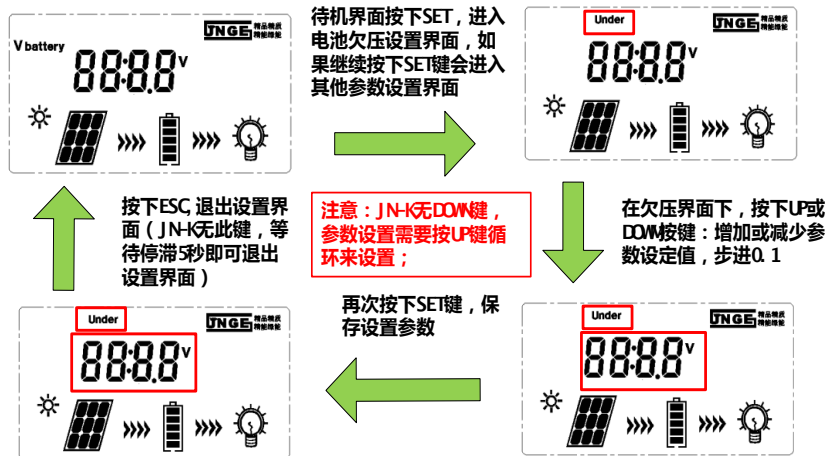 V battery
JNGE 精品精质
精能维能
88:8.8 V
待机界面按下SET，进入
电池欠压设置界面，如
果继续按下SET键会进入
其他参数设置界面
Under
JNGE 精品精质
精能维能
88:8.8 V
按下ESC,退出设置界
面（JN-K无此键，等
待停滞5秒即可退出
设置界面）
注意：JN-K无DOWN键，
参数设置需要按UP键循
环来设置；
在欠压界面下，按下UP或
DOWN按键：增加或减少参
数设定值，步进0.1
再次按下SET键，保
存设置参数
Under
JNGE 精品精质
精能维能
88:8.8 V
Under
JNGE 精品精质
精能维能
88:8.8 V